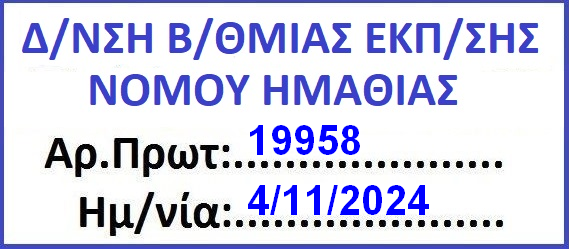 Δ/ΝΣΗ Β/ΘΜΙΑΣ ΕΚΠ/ΣΗΣ
ΝΟΜΟΥ ΗΜΑΘΙΑΣ
Αρ.Πρωτ:..19958......................
Ημ/νία:..4/11/2024......................